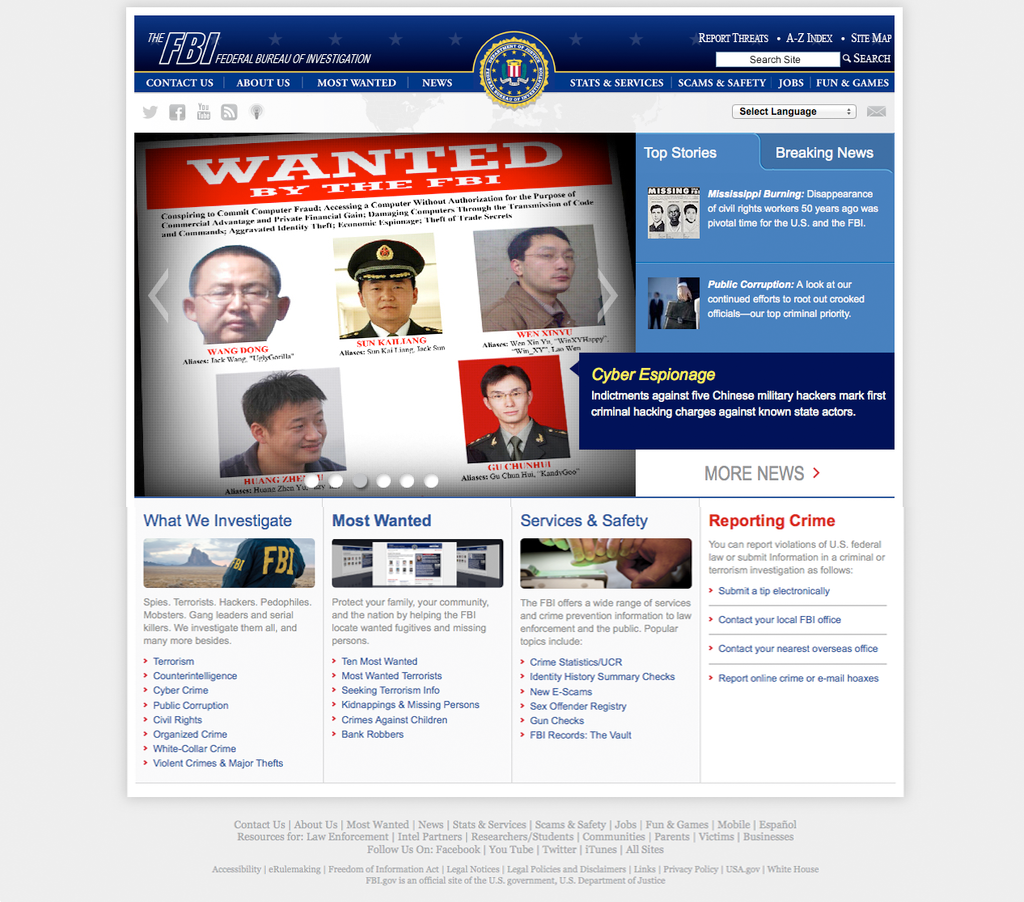 THE FBI FEDERAL BUREAU OF INVESTIGATION
REPORT THREATS • A-Z INDEX • SITE MAP
Search Site SEARCH
CONTACT US ABOUT US MOST WANTED NEWS STATS & SERVICES SCAMS & SAFETY JOBS FUN & GAMES
You Tube
Select Language
WANTED
BY THE FBI
Conspiring to Commit Computer Fraud; Accessing a Computer Without Authorization for the Purpose of
Commercial Advantage and Private Financial Gain; Damaging Computers Through the Transmission of Code
and Commands; Aggravated Identity Theft; Economic Espionage; Theft of Trade Secrets
WANG DONG
Aliases: Jack Wang, "UglyGorilla"
SUN KAILIANG
Aliases: Sun Kai Liang, Jack Sun
WEN XINYU
Aliases: Wen Xin Yu, "WinXYHappy",
"Win_XY", Lao Wen
HUANG
Aliases: Huang Zhen
GU CHUNHUI
Aliases: Gu Chun Hui, "KandyGoo"
Top Stories
Breaking News
MISSING FBI
Mississippi Burning: Disappearance
of civil rights workers 50 years ago was
pivotal time for the U.S. and the FBI.
Public Corruption: A look at our
continued efforts to root out crooked
officials—our top criminal priority.
Cyber Espionage
Indictments against five Chinese military hackers mark first
criminal hacking charges against known state actors.
MORE NEWS
What We Investigate
FBI
FBI
Spies. Terrorists. Hackers. Pedophiles.
Mobsters. Gang leaders and serial
killers. We investigate them all, and
many more besides.
Terrorism
Counterintelligence
Cyber Crime
Public Corruption
Civil Rights
Organized Crime
White-Collar Crime
Violent Crimes & Major Thefts
Most Wanted
Protect your family, your community,
and the nation by helping the FBI
locate wanted fugitives and missing
persons.
Ten Most Wanted
Most Wanted Terrorists
Seeking Terrorism Info
Kidnappings & Missing Persons
Crimes Against Children
Bank Robbers
Services & Safety
The FBI offers a wide range of services
and crime prevention information to law
enforcement and the public. Popular
topics include:
Crime Statistics/UCR
Identity History Summary Checks
New E-Scams
Sex Offender Registry
Gun Checks
FBI Records: The Vault
Reporting Crime
You can report violations of U.S. federal
law or submit Information in a criminal or
terrorism investigation as follows:
Submit a tip electronically
Contact your local FBI office
Contact your nearest overseas office
Report online crime or e-mail hoaxes
Contact Us | About Us | Most Wanted | News | Stats & Services | Scams & Safety | Jobs | Fun & Games | Mobile | Español
Resources for: Law Enforcement | Intel Partners | Researchers/Students | Communities | Parents | Victims | Businesses
Follow Us On: Facebook | You Tube | Twitter | iTunes | All Sites
Accessibility | eRulemaking | Freedom of Information Act | Legal Notices | Legal Policies and Disclaimers | Links | Privacy Policy | USA.gov | White House
FBI.gov is an official site of the U.S. government, U.S. Department of Justice